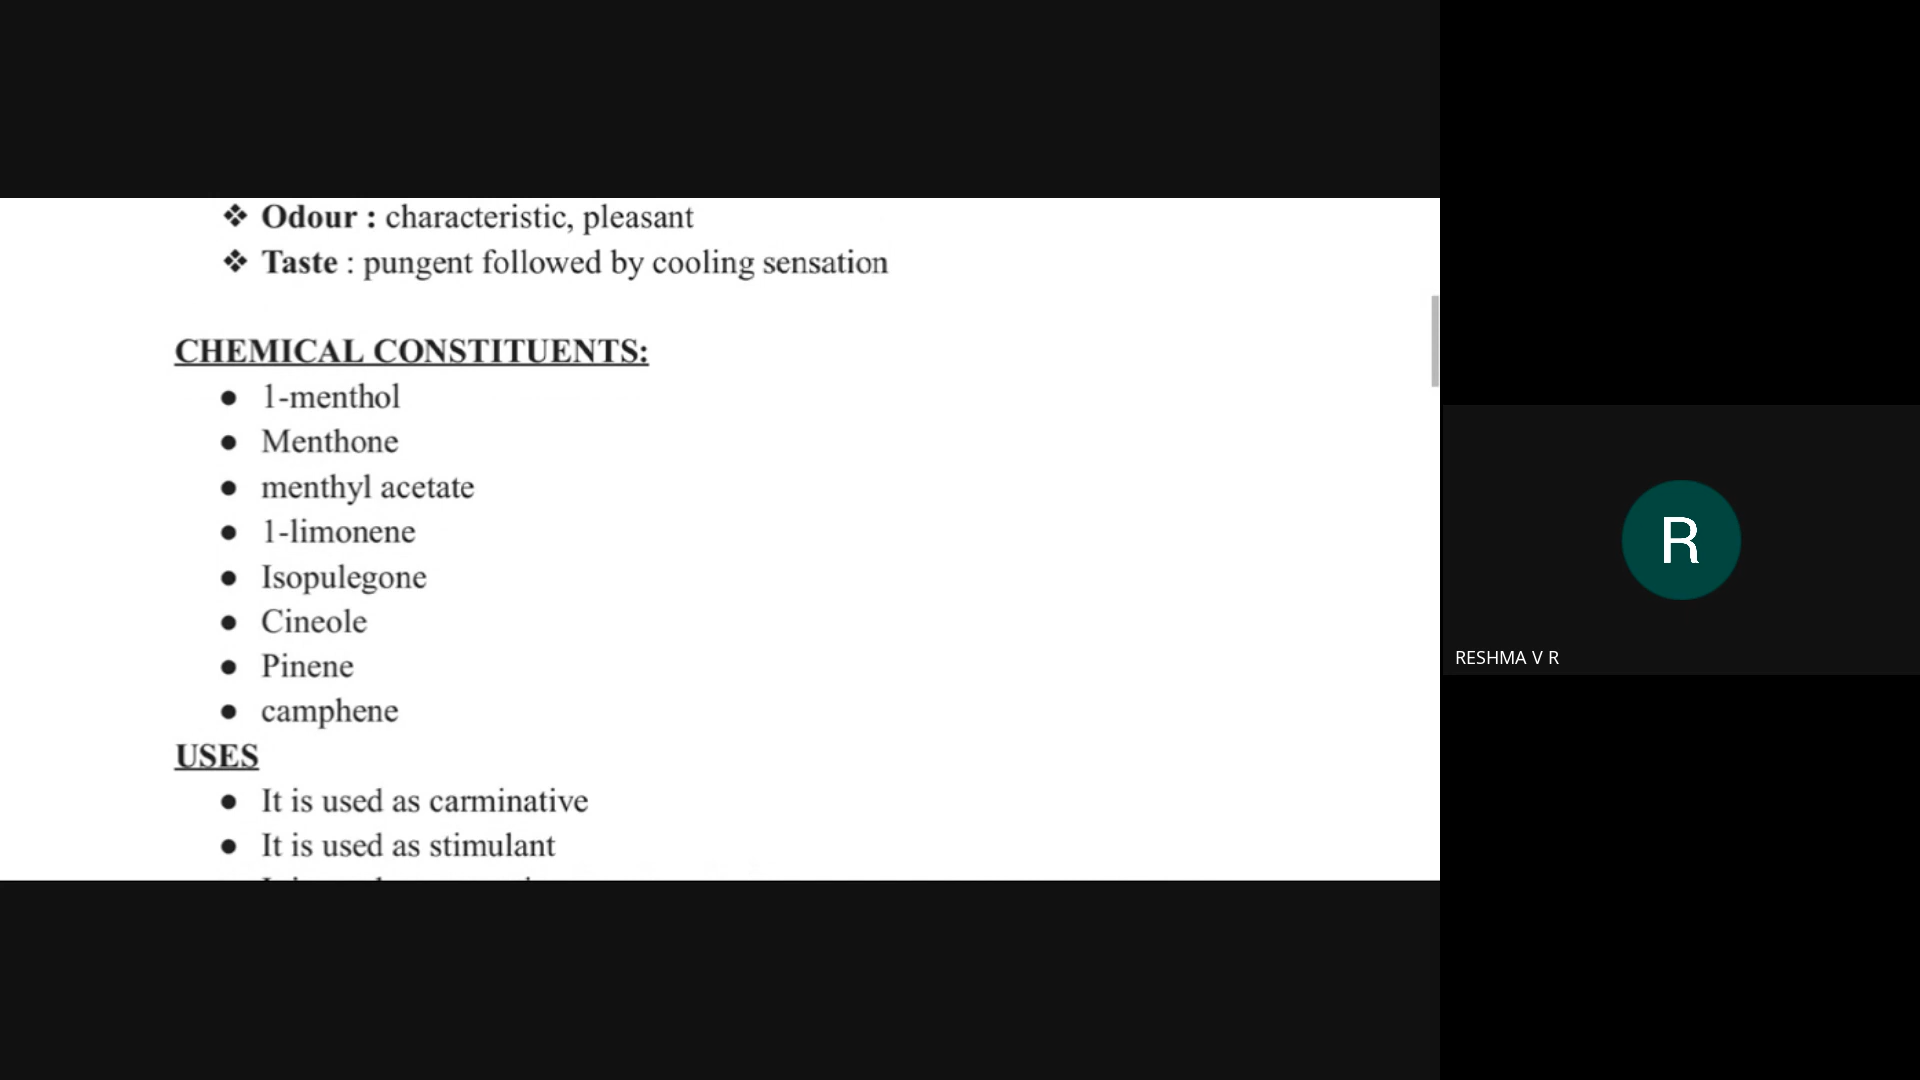 ❖ Odour : characteristic, pleasant
❖ Taste : pungent followed by cooling sensation
CHEMICAL CONSTITUENTS:
● 1-menthol
● Menthone
● menthyl acetate
● 1-limonene
● Isopulegone
● Cineole
● Pinene
● camphene
USES
● It is used as carminative
● It is used as stimulant
R
RESHMA V R